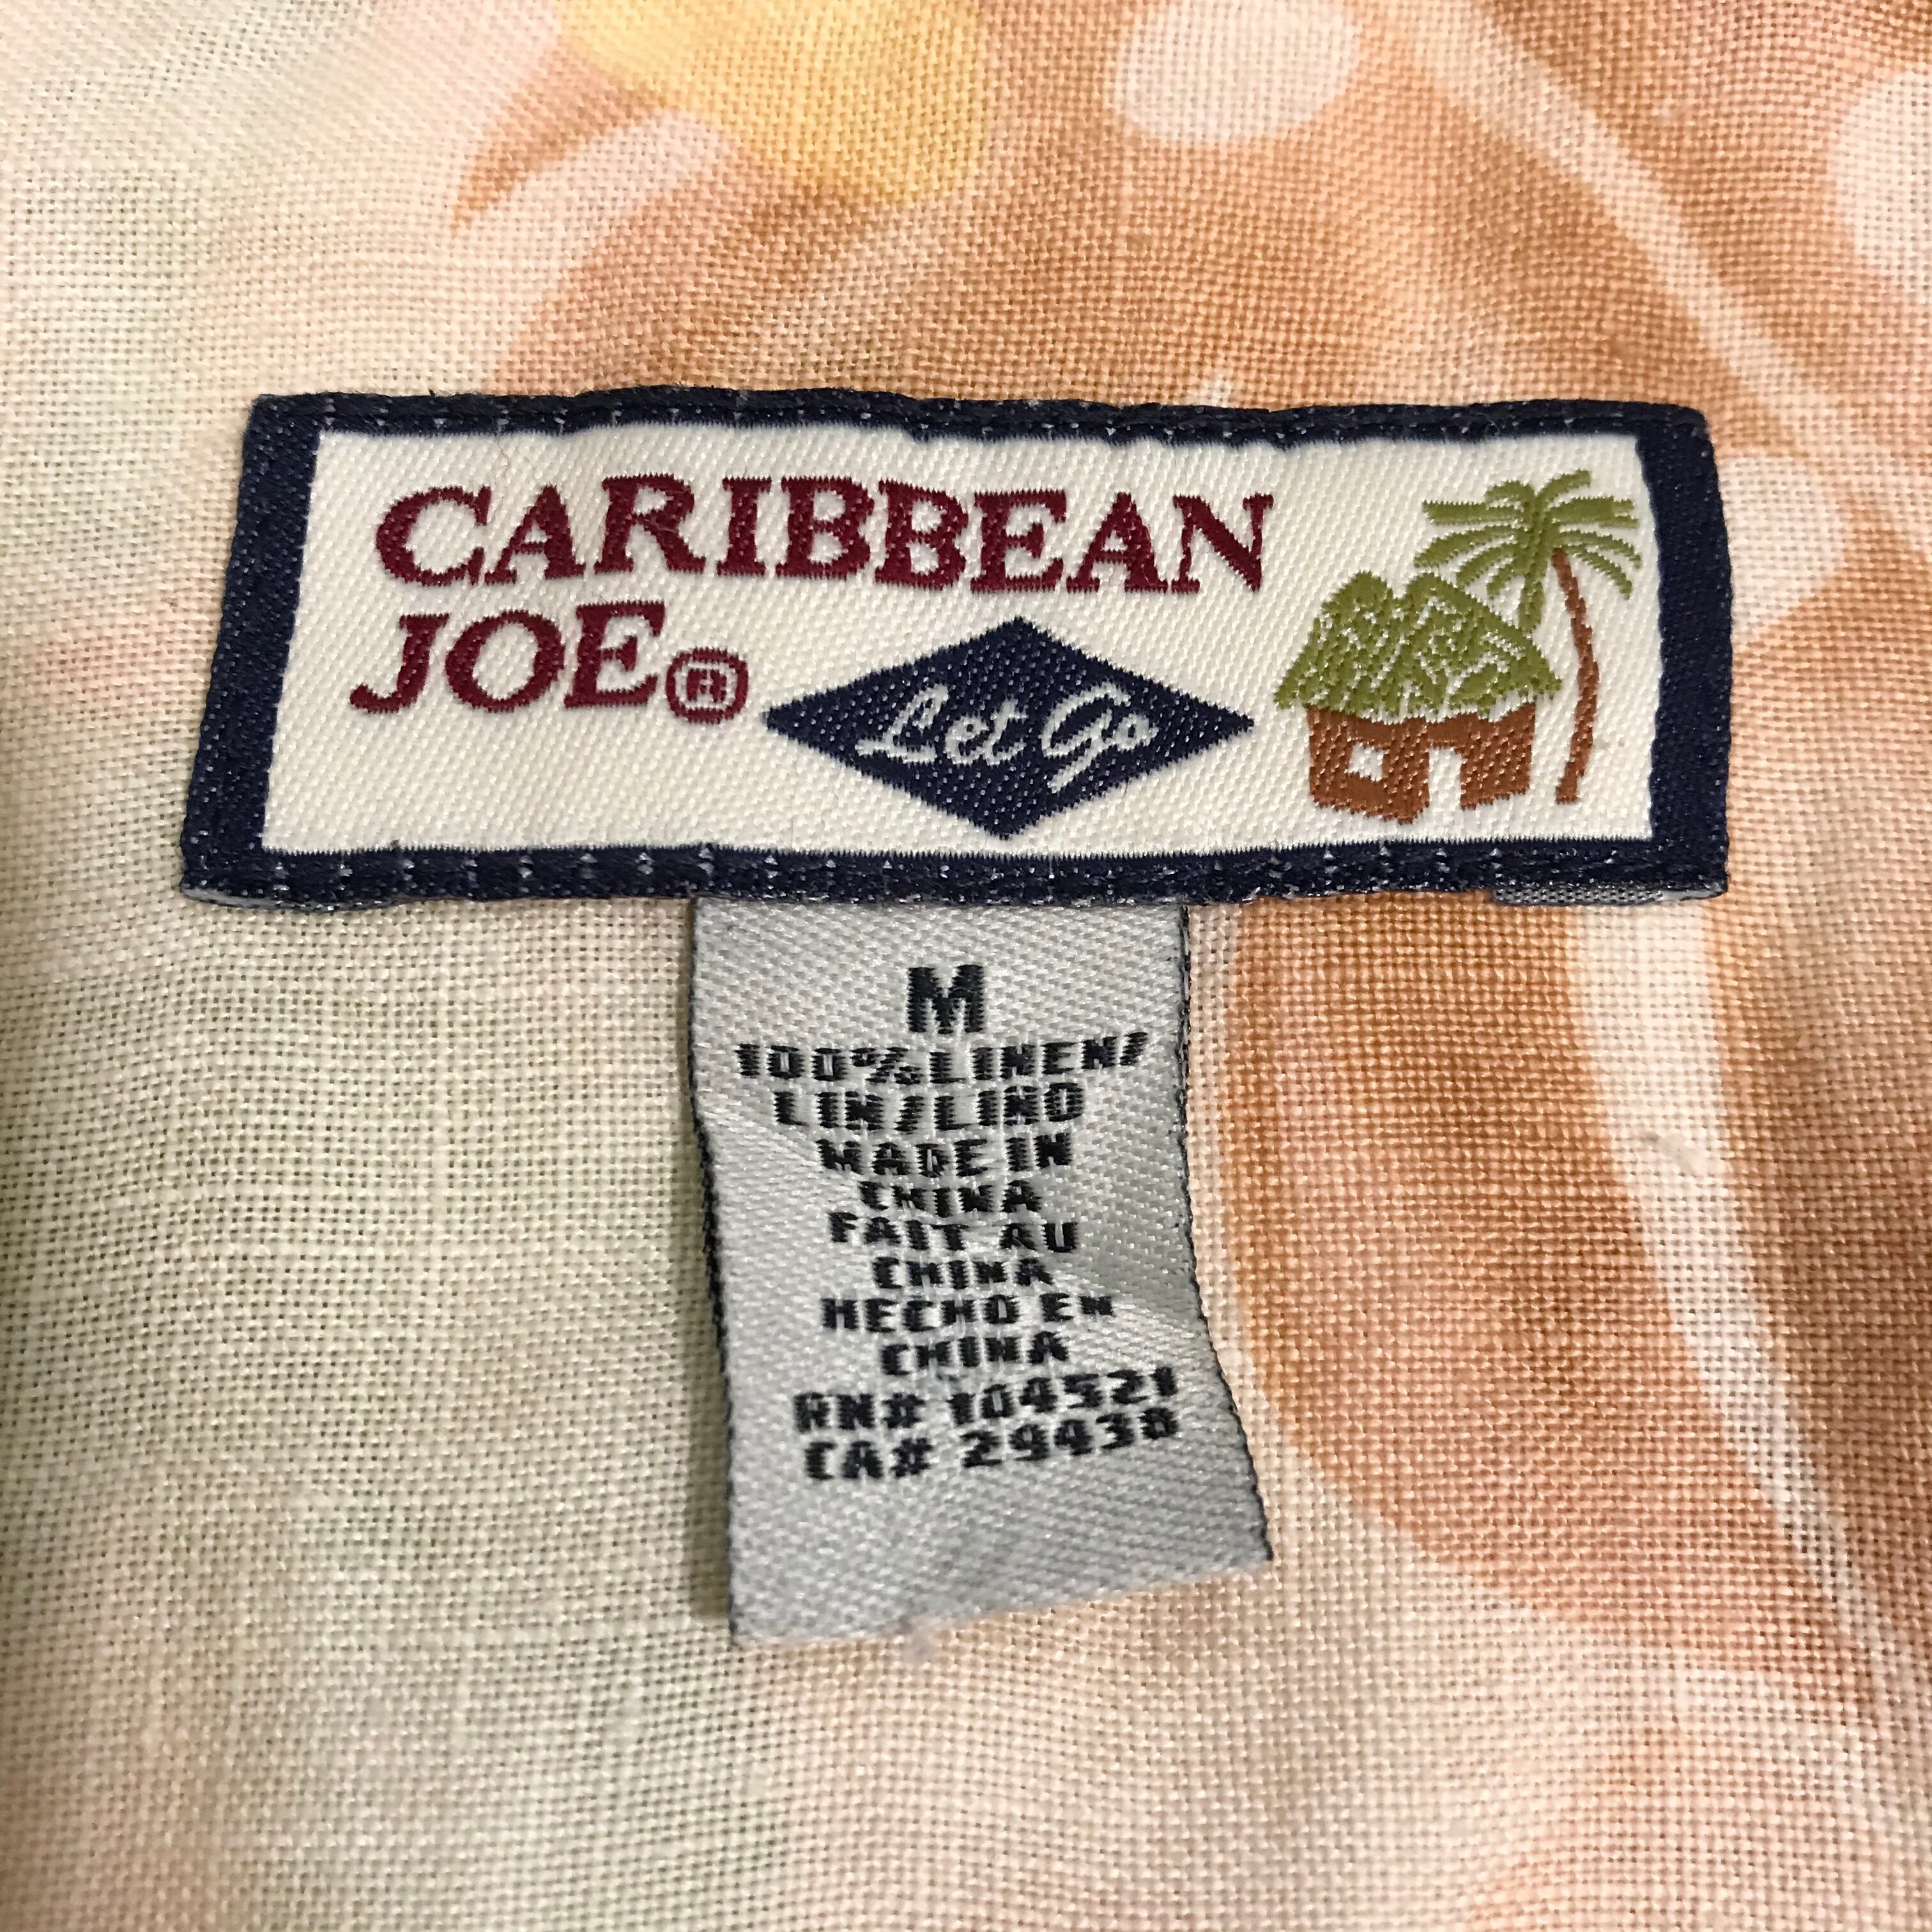 CARIBBEAN
JOE®
Let Go
M
100% LINEN/
LIN/LINO
MADE IN
CHINA
FAIT AU
CHINA
HECHO EN
CHINA
RN# 104521
CA# 29438